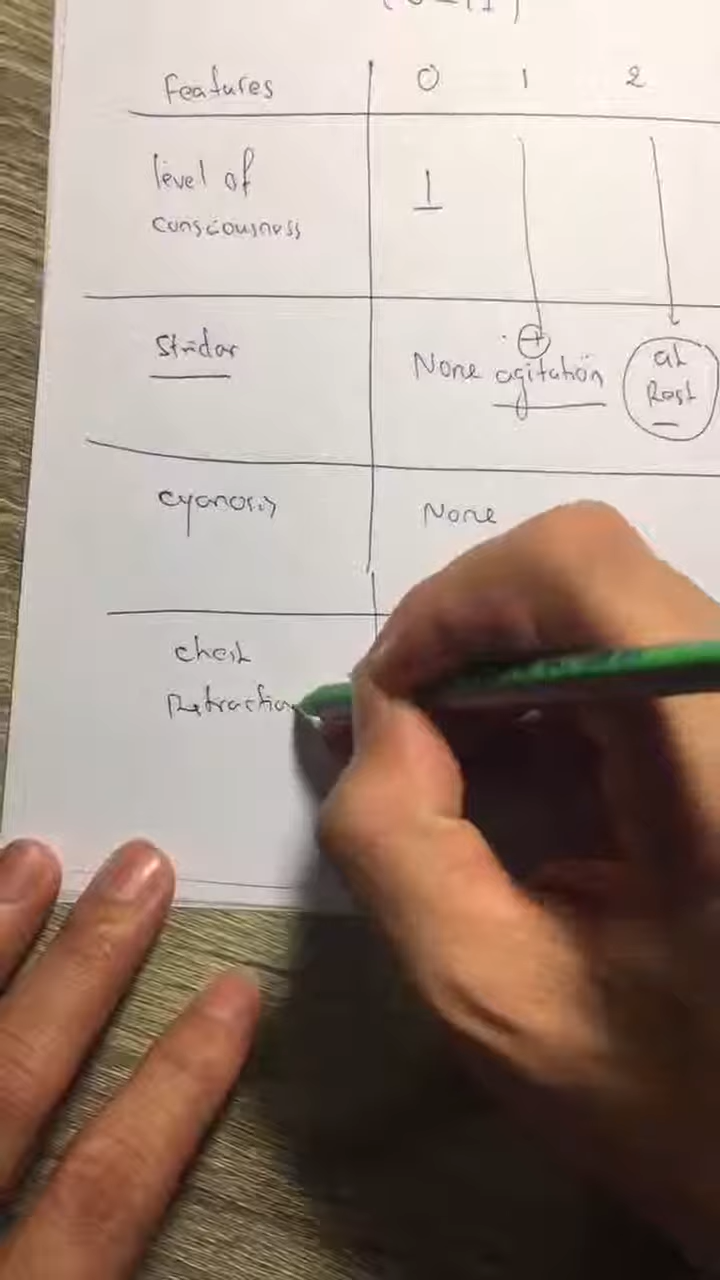 Features 0 1 2
level of
consciousness
1
Stridor
None
+
agitation
at
Rest
cyanosis None
chest
Retraction